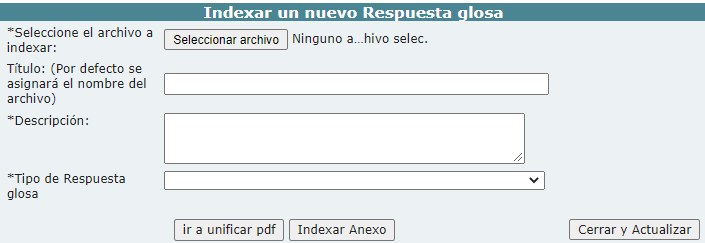 Indexar un nuevo Respuesta glosa
*Seleccione el archivo a
indexar:
Seleccionar archivo Ninguno a...hivo selec.
Título: (Por defecto se
asignará el nombre del
archivo)
*Descripción:
*Tipo de Respuesta
glosa
ir a unificar pdf Indexar Anexo Cerrar y Actualizar